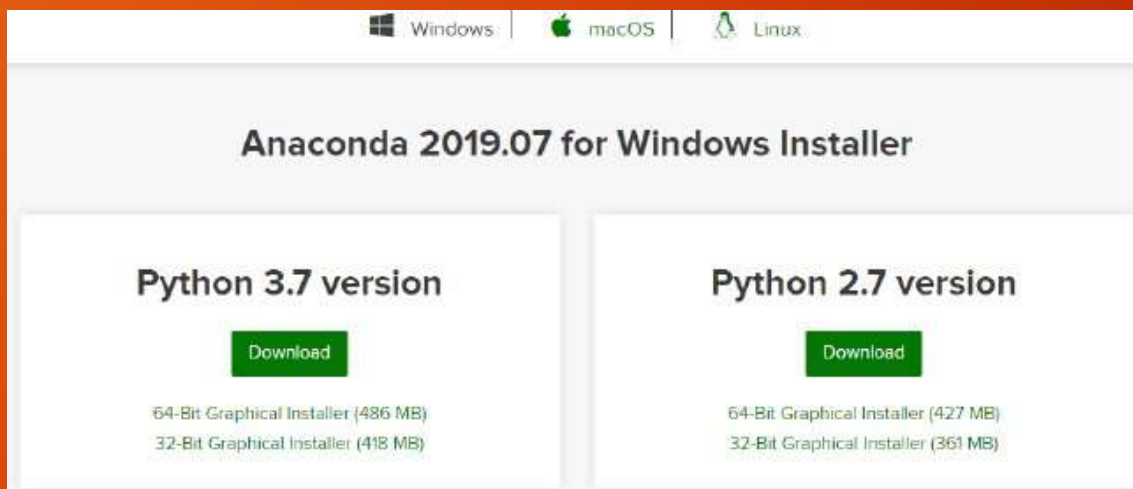 Windows macOS Linux
Anaconda 2019.07 for Windows Installer
Python 3.7 version
Download
64-Bit Graphical Installer (486 MB)
32-Bit Graphical Installer (418 MB)
Python 2.7 version
Download
64-Bit Graphical Installer (427 MB)
32-Bit Graphical Installer (361 MB)